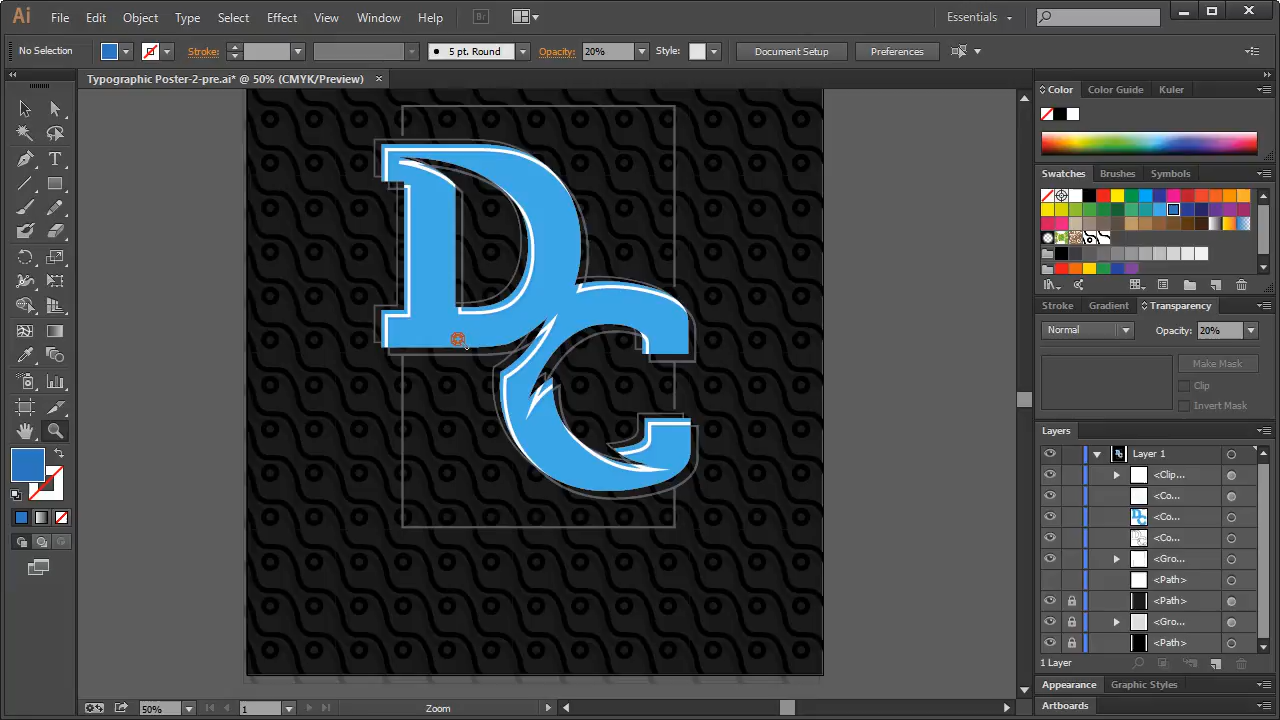 Ai File Edit Object Type Select Effect View Window Help Br Essentials
No Selection Stroke: 5 pt. Round Opacity: 20% Style: Document Setup Preferences
Typographic Poster-2-pre.ai* @ 50% (CMYK/Preview) ×
Color Color Guide Kuler
Swatches Brushes Symbols
DC
Stroke Gradient Transparency
Normal Opacity: 20%
Make Mask
Clip
Invert Mask
Layers
Layer 1
<Clip...
<Co...
<Co...
<Co...
<Gro...
<Path>
<Path>
<Gro...
<Path>
1 Layer
Appearance Graphic Styles
Artboards
50% 1 Zoom